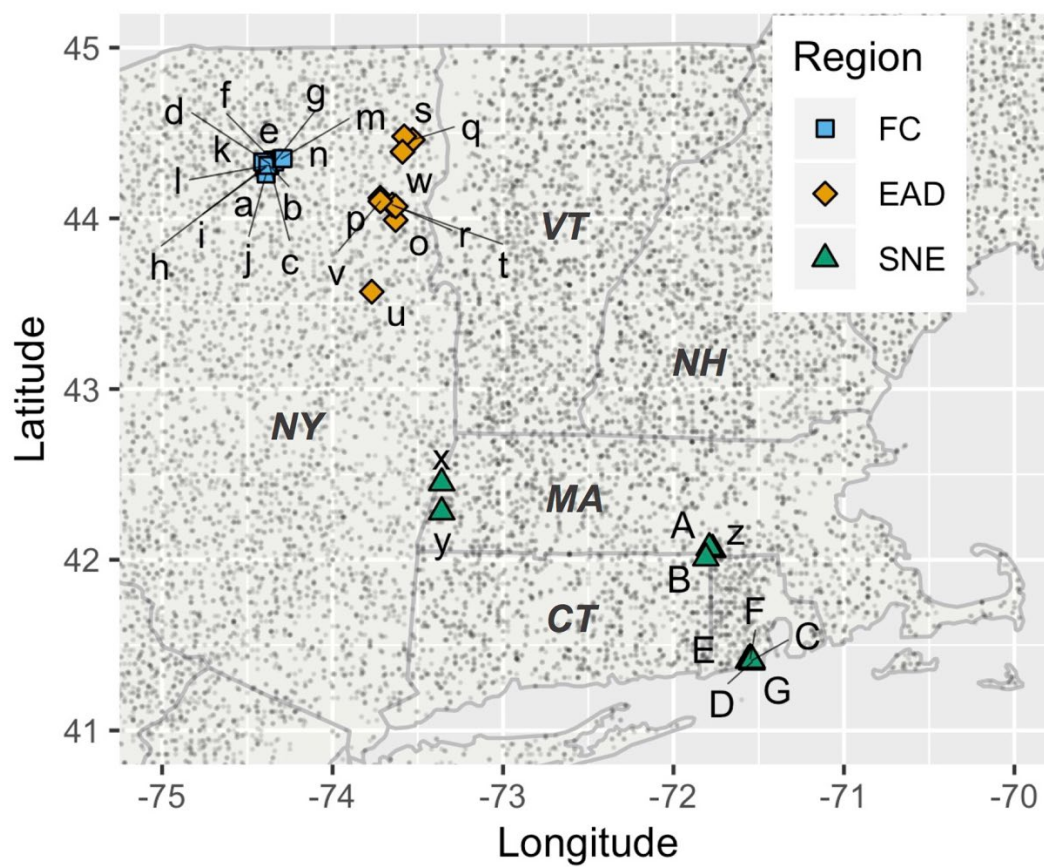 Region
FC
EAD
SNE
45
44
43
42
41
Latitude
-75
-74
-73
-72
-71
-70
Longitude
f
g
d
e
m
s
q
k
n
l
w
a
b
p
r
i
j
c
o
h
v
t
u
VT
NH
NY
x
MA
y
A
z
B
CT
F
E
C
D
G